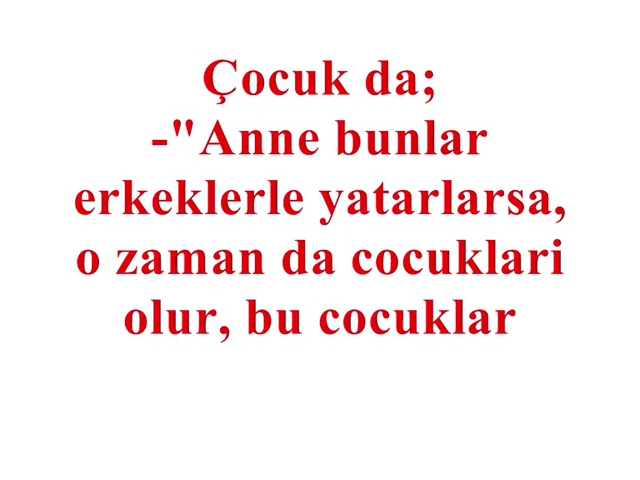 Çocuk da;
-"Anne bunlar
erkeklerle yatarlarsa,
o zaman da cocuklari
olur, bu cocuklar